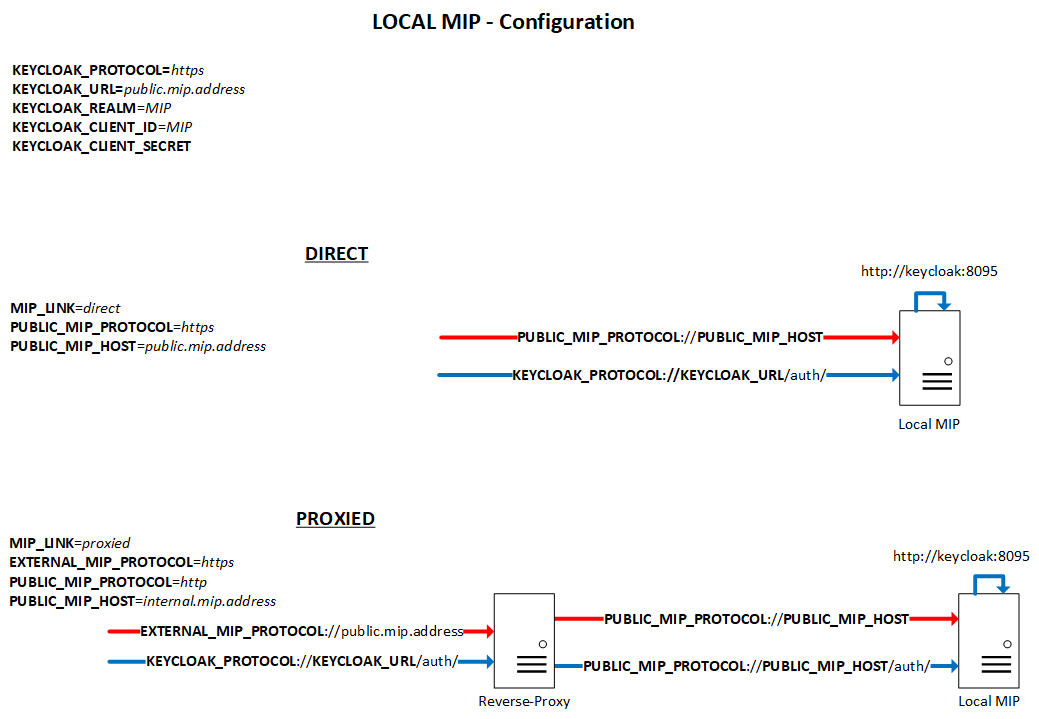 LOCAL MIP - Configuration
KEYCLOAK_PROTOCOL=https
KEYCLOAK_URL=public.mip.address
KEYCLOAK_REALM=MIP
KEYCLOAK_CLIENT_ID=MIP
KEYCLOAK_CLIENT_SECRET
DIRECT
http://keycloak:8095
MIP_LINK=direct
PUBLIC_MIP_PROTOCOL=https
PUBLIC_MIP_HOST=public.mip.address
PUBLIC_MIP_PROTOCOL://PUBLIC_MIP_HOST
KEYCLOAK_PROTOCOL://KEYCLOAK_URL/auth/
Local MIP
PROXIED
MIP_LINK=proxied
EXTERNAL_MIP_PROTOCOL=https
PUBLIC_MIP_PROTOCOL=http
PUBLIC_MIP_HOST=internal.mip.address
http://keycloak:8095
EXTERNAL_MIP_PROTOCOL://public.mip.address
KEYCLOAK_PROTOCOL://KEYCLOAK_URL/auth/
PUBLIC_MIP_PROTOCOL://PUBLIC_MIP_HOST
PUBLIC_MIP_PROTOCOL://PUBLIC_MIP_HOST/auth/
Reverse-Proxy
Local MIP